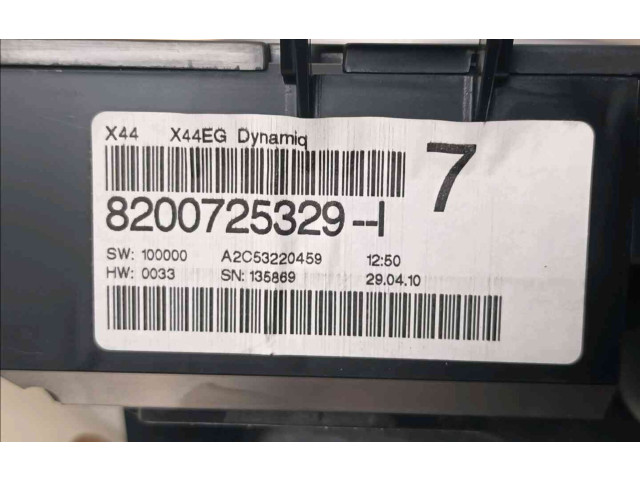 X44 X44EG Dynamiq
7
8200725329--I
SW: 100000 A2C53220459 12:50
HW: 0033 SN: 135869 29.04.10